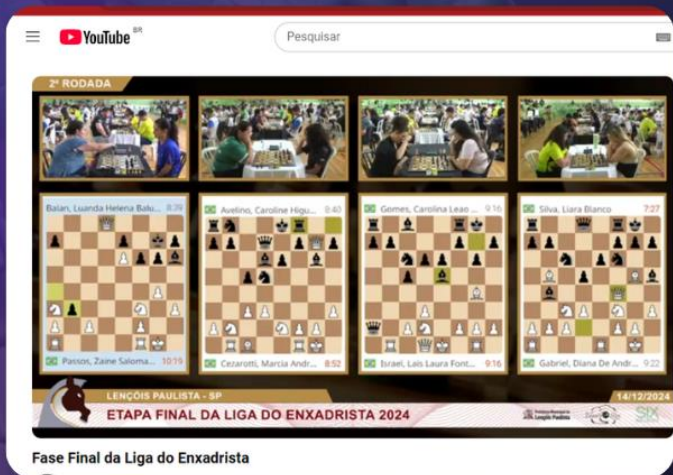 YouTube BR
Pesquisar
2ª RODADA
Balan, Luanda Helena Balu... 8:39
Avelino, Caroline Higu... 8:40
Gomes, Carolina Leao ... 9:16
Silva, Liara Blanco 7:27
Passos, Zaine Saloma... 10:19
Cezarotti, Marcia Andr... 8:52
Israel, Lais Laura Font... 9:16
Gabriel, Diana De Andr... 9:22
LENÇÓIS PAULISTA - SP
14/12/2024
ETAPA FINAL DA LIGA DO ENXADRISTA 2024
Lençóis Paulista
SIX
Fase Final da Liga do Enxadrista